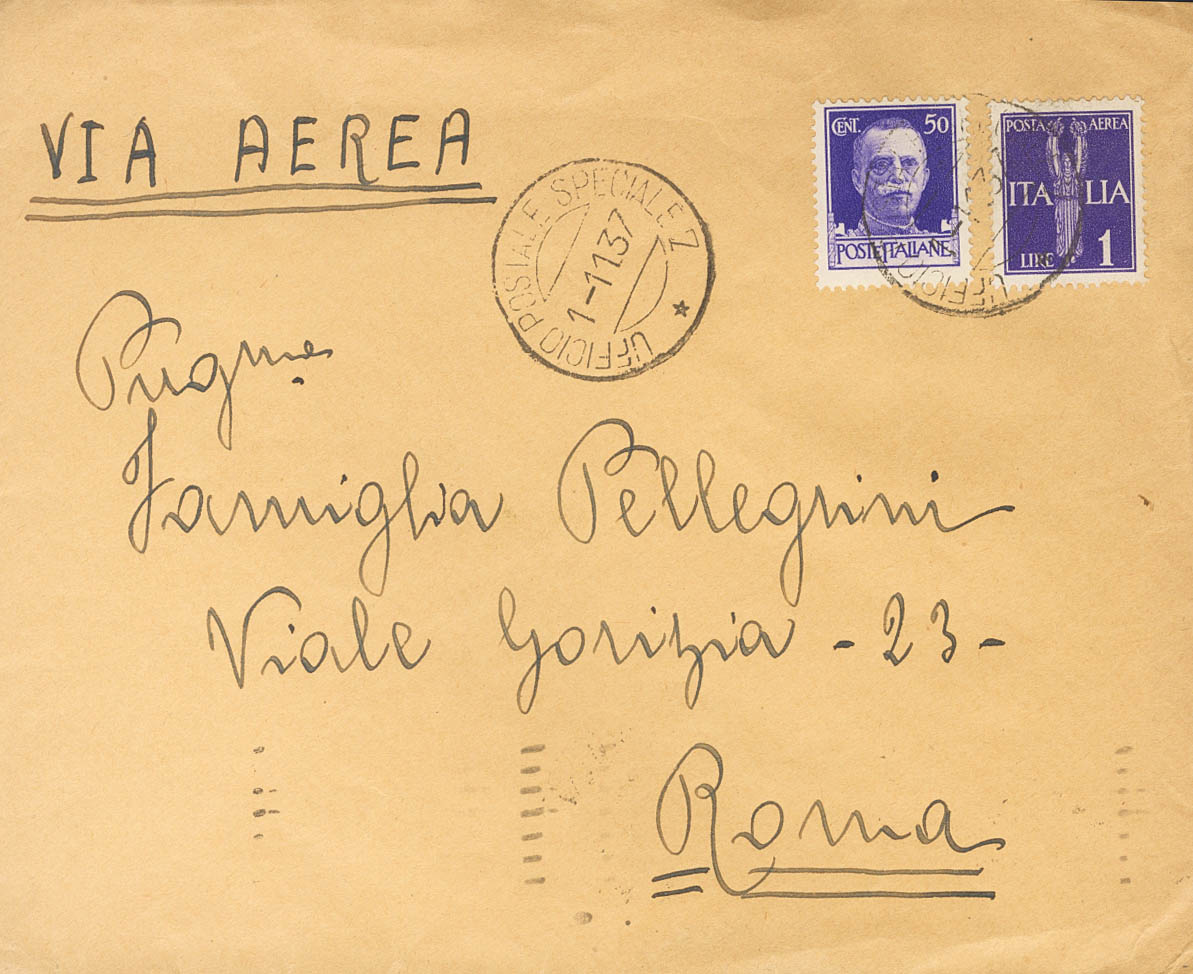 VIA AEREA
UFFICIO POSTALE SPECIALE Z
1-1137
CENT. 50
POSTE ITALIANE
POSTA AEREA
ITALIA
LIRE 1
UFFICIO
Famiglia Pellegrini
Viale Gorizia - 23 -
Roma